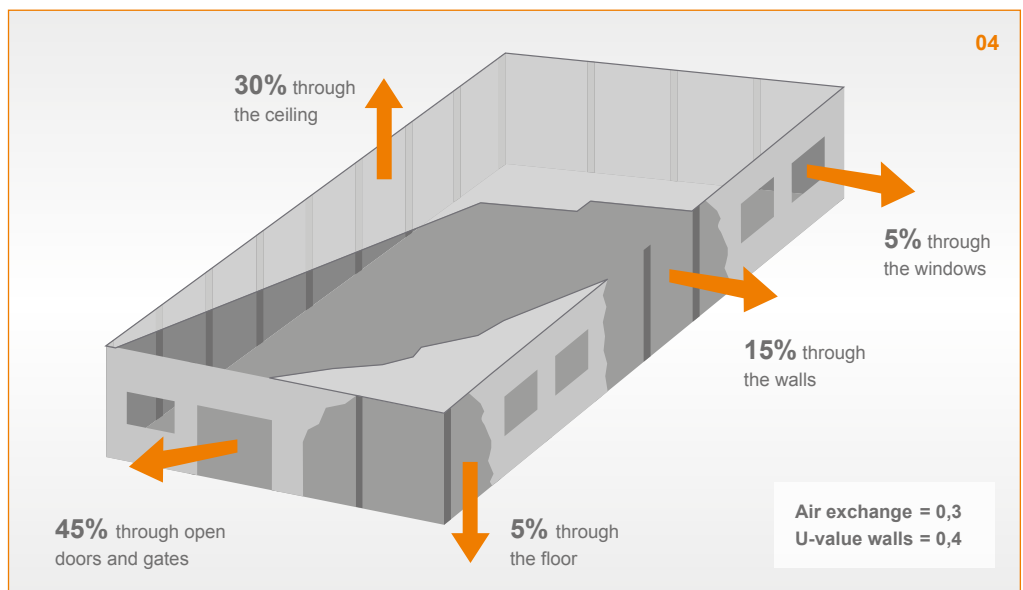 04
30% through
the ceiling
5% through
the windows
15% through
the walls
45% through open
doors and gates
5% through
the floor
Air exchange = 0,3
U-value walls = 0,4